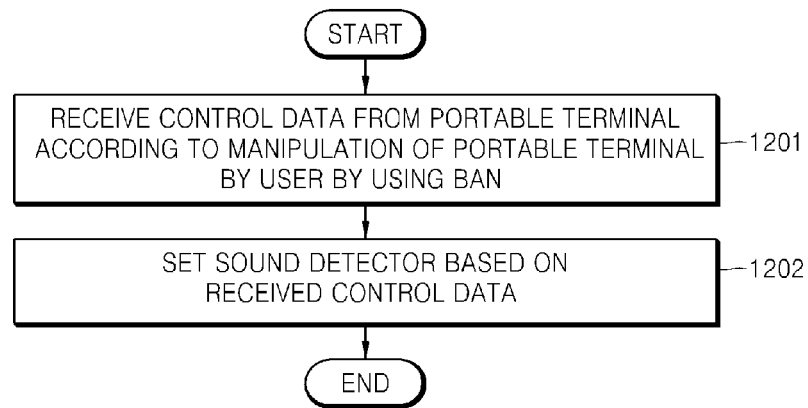 START
RECEIVE CONTROL DATA FROM PORTABLE TERMINAL
ACCORDING TO MANIPULATION OF PORTABLE TERMINAL
BY USER BY USING BAN
1201
SET SOUND DETECTOR BASED ON
RECEIVED CONTROL DATA
1202
END